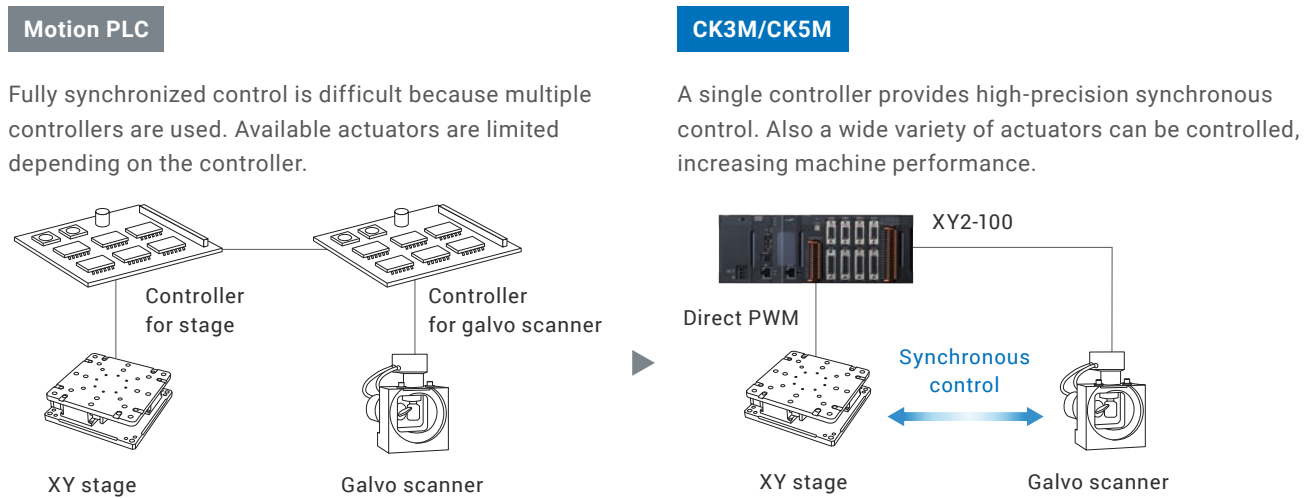 Motion PLC
Fully synchronized control is difficult because multiple
controllers are used. Available actuators are limited
depending on the controller.
Controller
for stage
Controller
for galvo scanner
XY stage
Galvo scanner
CK3M/CK5M
A single controller provides high-precision synchronous
control. Also a wide variety of actuators can be controlled,
increasing machine performance.
XY2-100
Direct PWM
Synchronous
control
XY stage
Galvo scanner